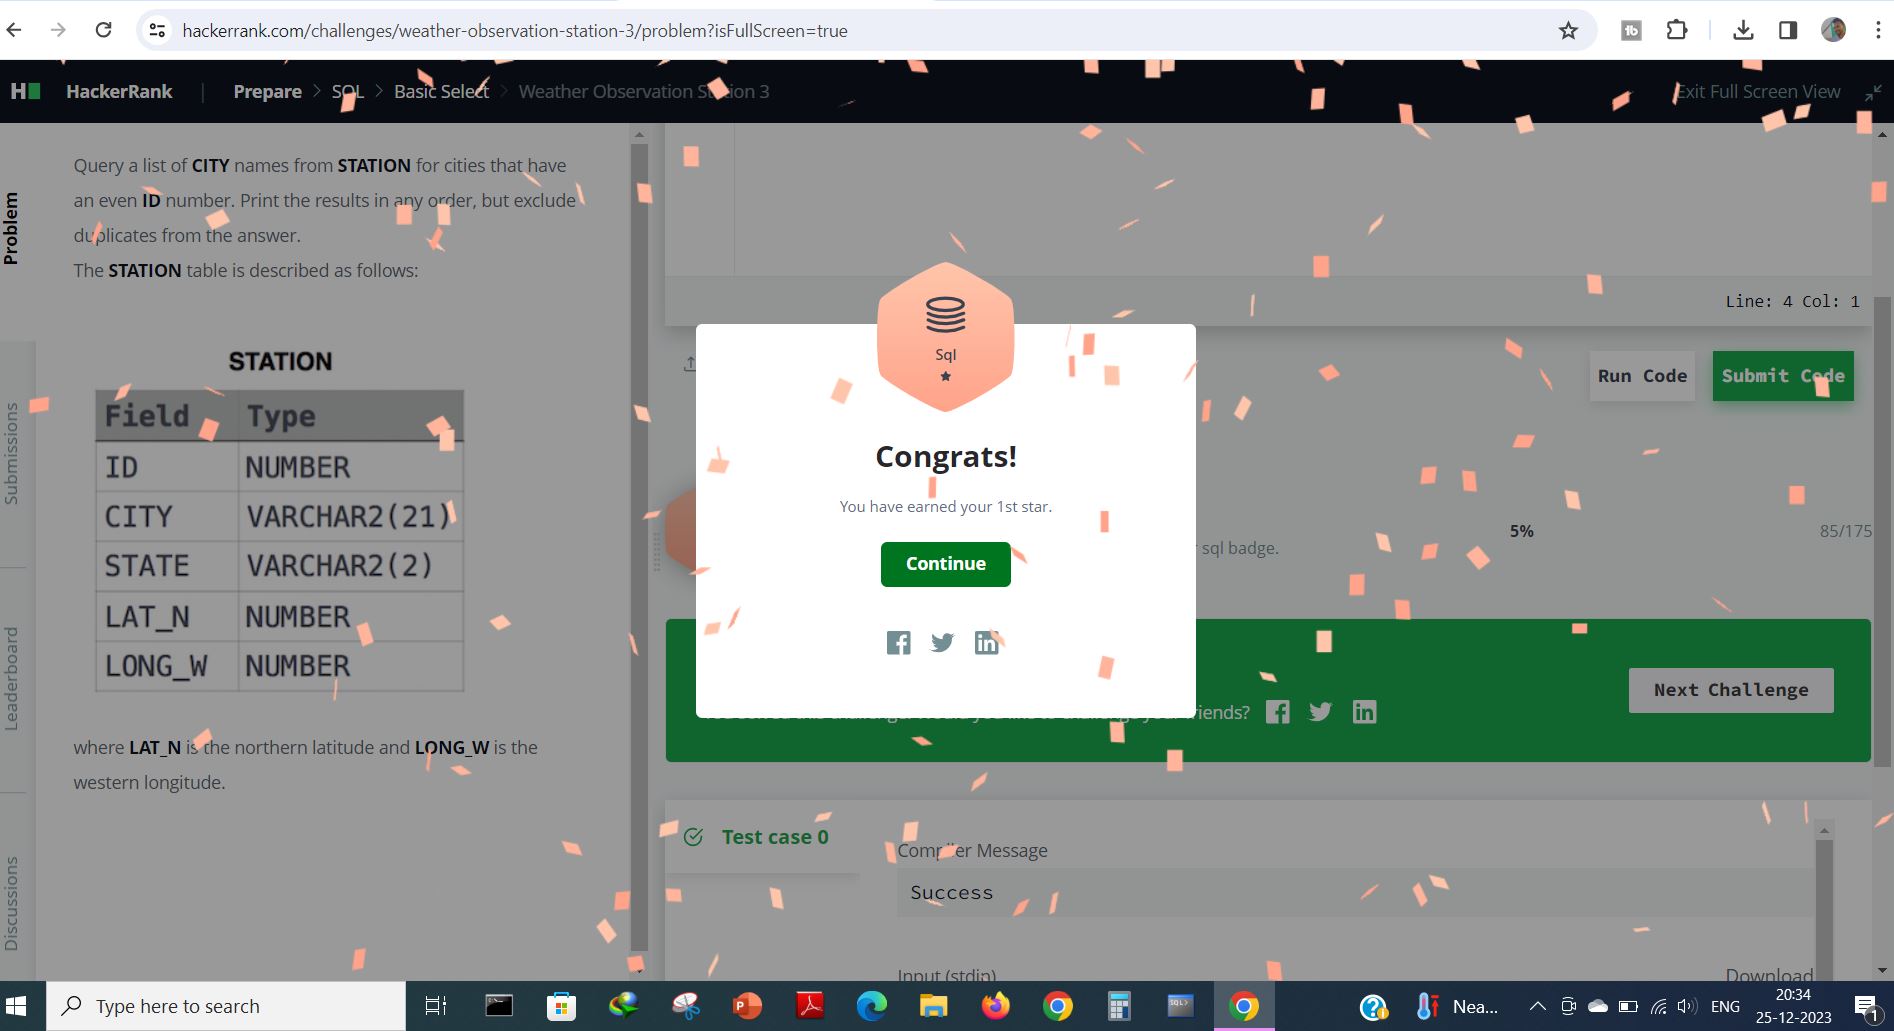 hackerrank.com/challenges/weather-observation-station-3/problem?isFullScreen=true
HackerRank | Prepare > SQL > Basic Select > Weather Observation Station 3
Exit Full Screen View
Problem
Submissions
Leaderboard
Discussions
Query a list of CITY names from STATION for cities that have
an even ID number. Print the results in any order, but exclude
duplicates from the answer.
The STATION table is described as follows:
STATION
Field Type
ID NUMBER
CITY VARCHAR2(21)
STATE VARCHAR2(2)
LAT_N NUMBER
LONG_W NUMBER
where LAT_N is the northern latitude and LONG_W is the
western longitude.
Line: 4 Col: 1
Run Code
Submit Code
Sql
Congrats!
You have earned your 1st star.
Continue
5%
85/175
sql badge.
friends?
Next Challenge
Test case 0
Compiler Message
Success
Input (stdin)
Download
Type here to search
SQL>
Nea...
ENG
20:34
25-12-2023
1